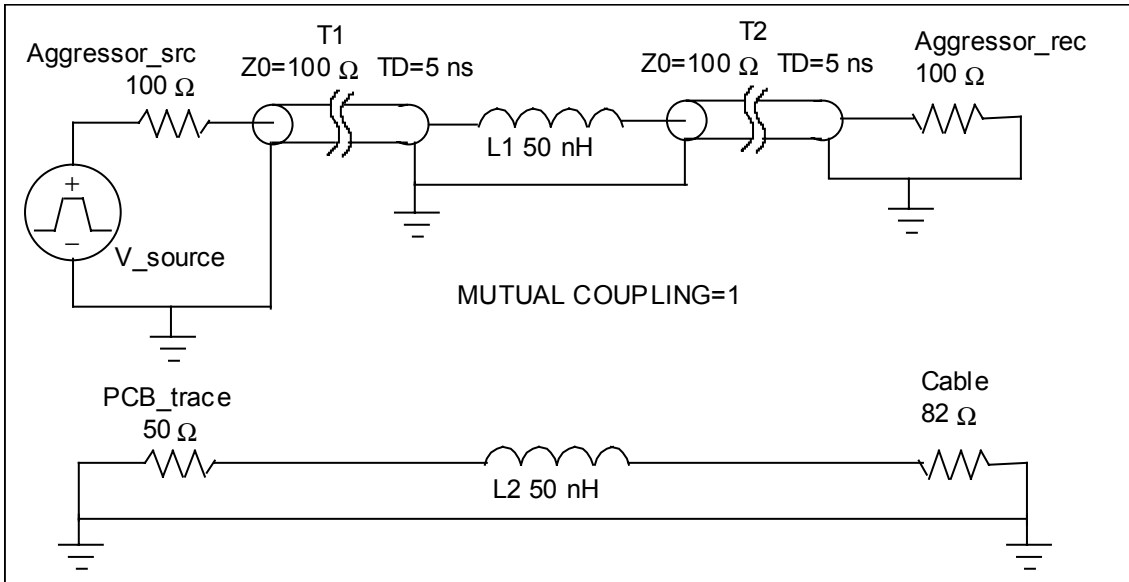 Aggressor_src
100 Ω
T1
Z0=100 Ω TD=5 ns
T2
Z0=100 Ω TD=5 ns
Aggressor_rec
100 Ω
L1 50 nH
+
−
V_source
MUTUAL COUPLING=1
PCB_trace
50 Ω
Cable
82 Ω
L2 50 nH